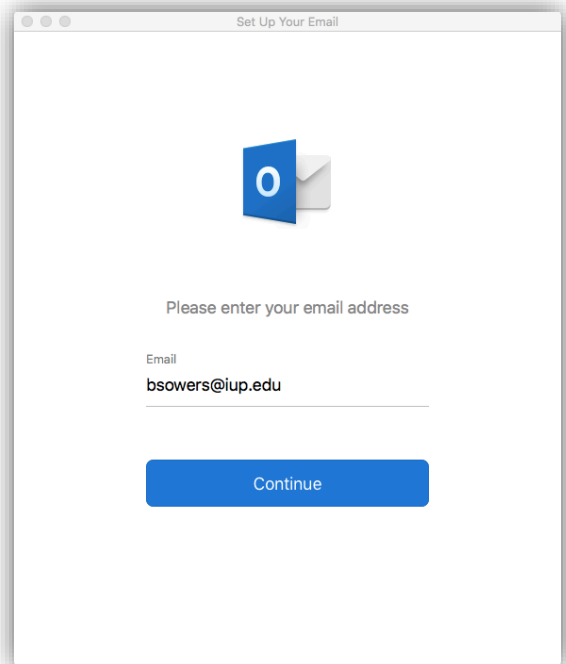 Set Up Your Email
O
Please enter your email address
Email
bsowers@iup.edu
Continue